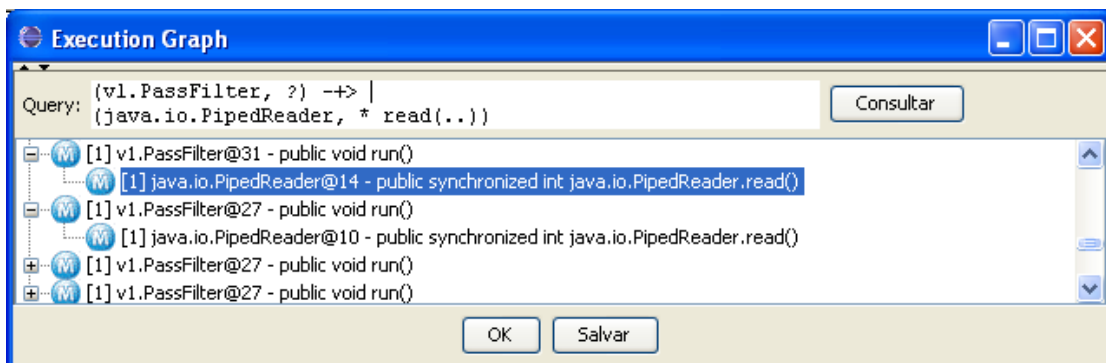 Execution Graph
Query:
(v1.PassFilter, ?) -+> |
(java.io.PipedReader, * read(..))
Consultar
[1] v1.PassFilter@31 - public void run()
[1] java.io.PipedReader@14 - public synchronized int java.io.PipedReader.read()
[1] v1.PassFilter@27 - public void run()
[1] java.io.PipedReader@10 - public synchronized int java.io.PipedReader.read()
[1] v1.PassFilter@27 - public void run()
[1] v1.PassFilter@27 - public void run()
OK
Salvar